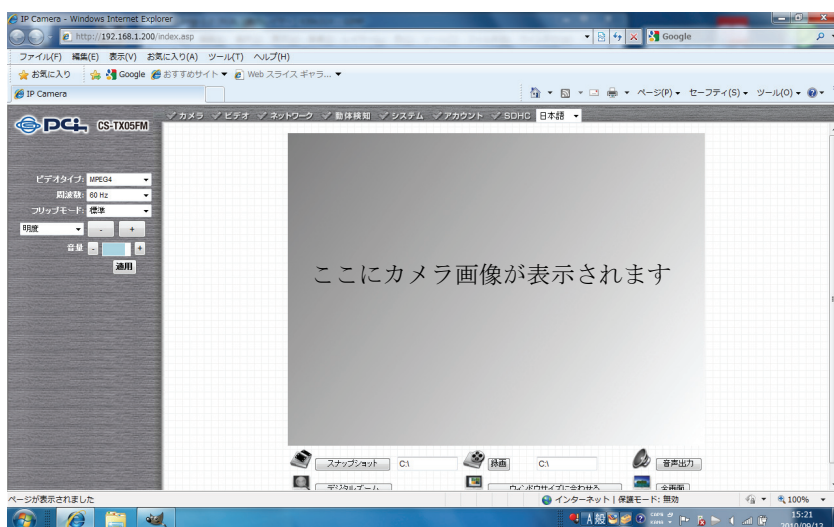 IP Camera - Windows Internet Explorer
http://192.168.1.200/index.asp
Google
ファイル(F) 編集(E) 表示(V) お気に入り(A) ツール(T) ヘルプ(H)
お気に入り Google おすすめサイト ▼ Web スライス ギャラ... ▼
IP Camera
ページ(P) セーフティ(S) ツール(O)
PCi CS-TX05FM
カメラ ビデオ ネットワーク 動体検知 システム アカウント SDHC 日本語
ビデオタイプ: MPEG4
周波数: 60 Hz
フリップモード: 標準
明度 - +
音量 - +
適用
ここにカメラ画像が表示されます
スナップショット C:\ 録画 C:\ 音声出力
デジタルズーム ウィンドウサイズに合わせる 全画面
ページが表示されました
インターネット | 保護モード: 無効 100%
A 般 CAPS
15:21
2010/09/13